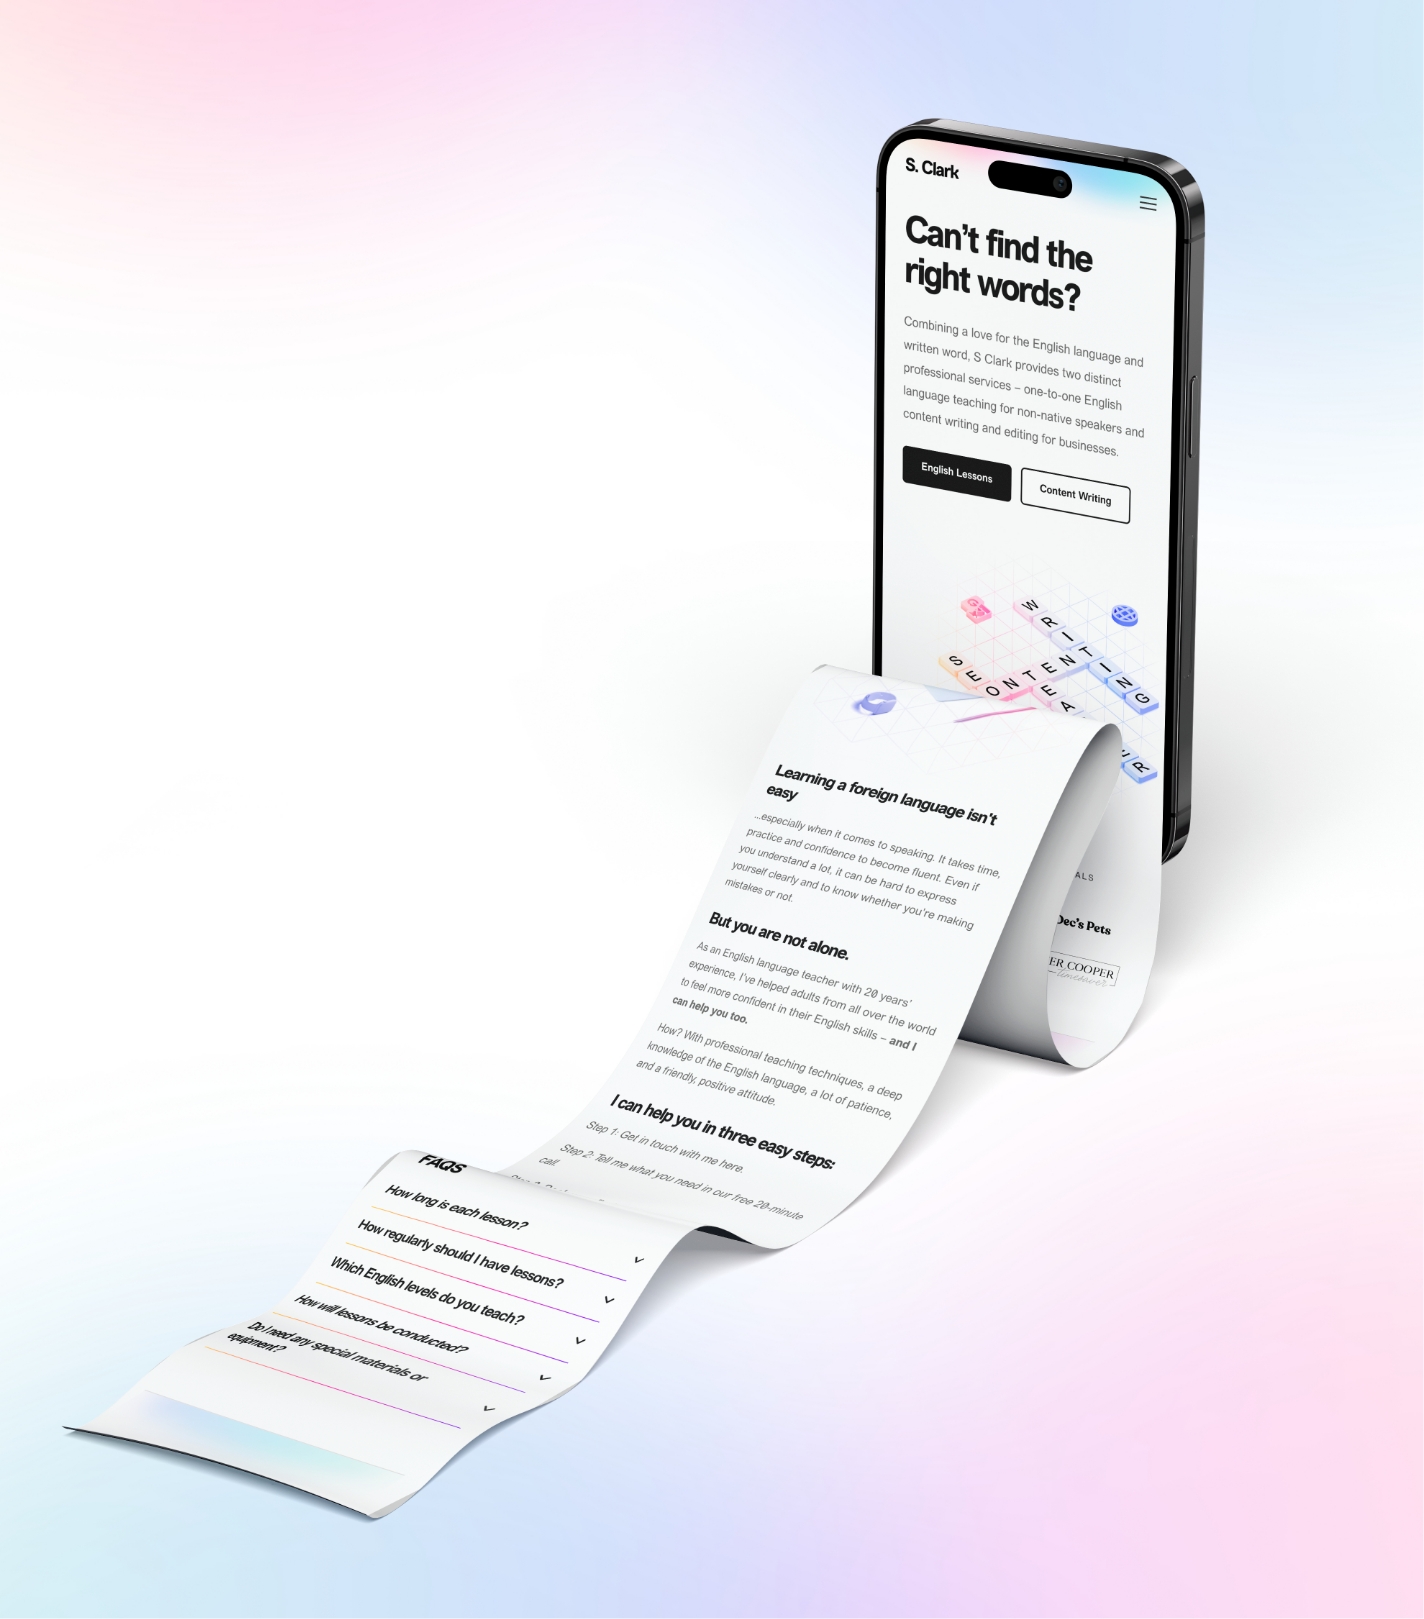 S. Clark
Can't find the
right words?
Combining a love for the English language and
written word, S Clark provides two distinct
professional services – one-to-one English
language teaching for non-native speakers and
content writing and editing for businesses.
English Lessons
Content Writing
WRITING
SE
ONTENT
EA
ER
ALS
Dec's Pets
ER COOPER
timesaver
Learning a foreign language isn't
easy
...especially when it comes to speaking. It takes time,
practice and confidence to become fluent. Even if
you understand a lot, it can be hard to express
yourself clearly and to know whether you're making
mistakes or not.
But you are not alone.
As an English language teacher with 20 years'
experience, I've helped adults from all over the world
to feel more confident in their English skills – and I
can help you too.
How? With professional teaching techniques, a deep
knowledge of the English language, a lot of patience,
and a friendly, positive attitude.
I can help you in three easy steps:
Step 1: Get in touch with me here.
Step 2: Tell me what you need in our free 20-minute
call.
FAQS
How long is each lesson?
How regularly should I have lessons?
Which English levels do you teach?
How will lessons be conducted?
Do I need any special materials or
equipment?